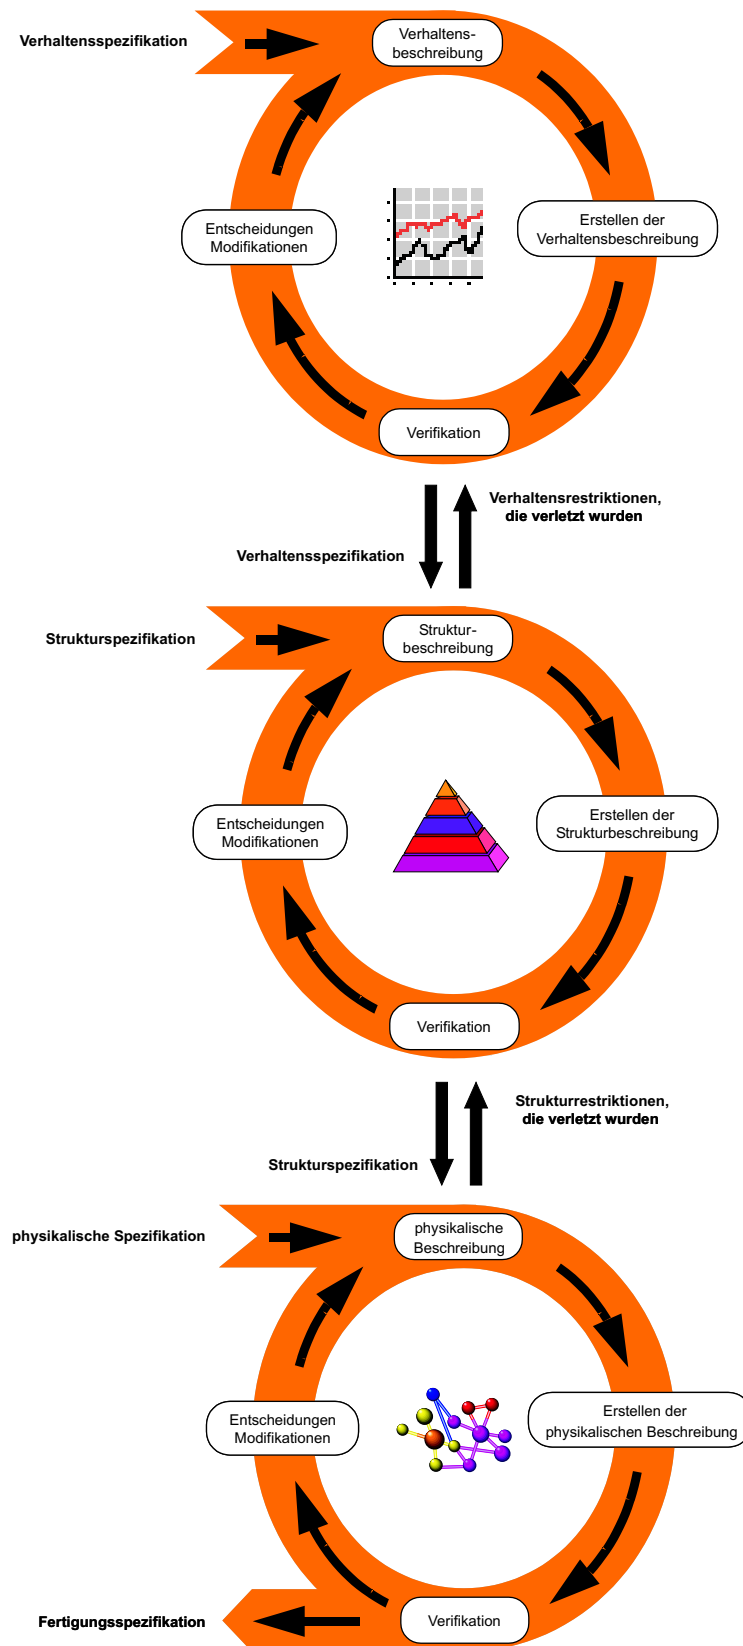 Verhaltensspezifikation
Verhaltens-
beschreibung
Entscheidungen
Modifikationen
Erstellen der
Verhaltensbeschreibung
Verifikation
Verhaltensrestriktionen,
die verletzt wurden
Verhaltensspezifikation
Strukturspezifikation
Struktur-
beschreibung
Entscheidungen
Modifikationen
Erstellen der
Strukturbeschreibung
Verifikation
Strukturrestriktionen,
die verletzt wurden
Strukturspezifikation
physikalische Spezifikation
physikalische
Beschreibung
Entscheidungen
Modifikationen
Erstellen der
physikalischen Beschreibung
Fertigungsspezifikation
Verifikation